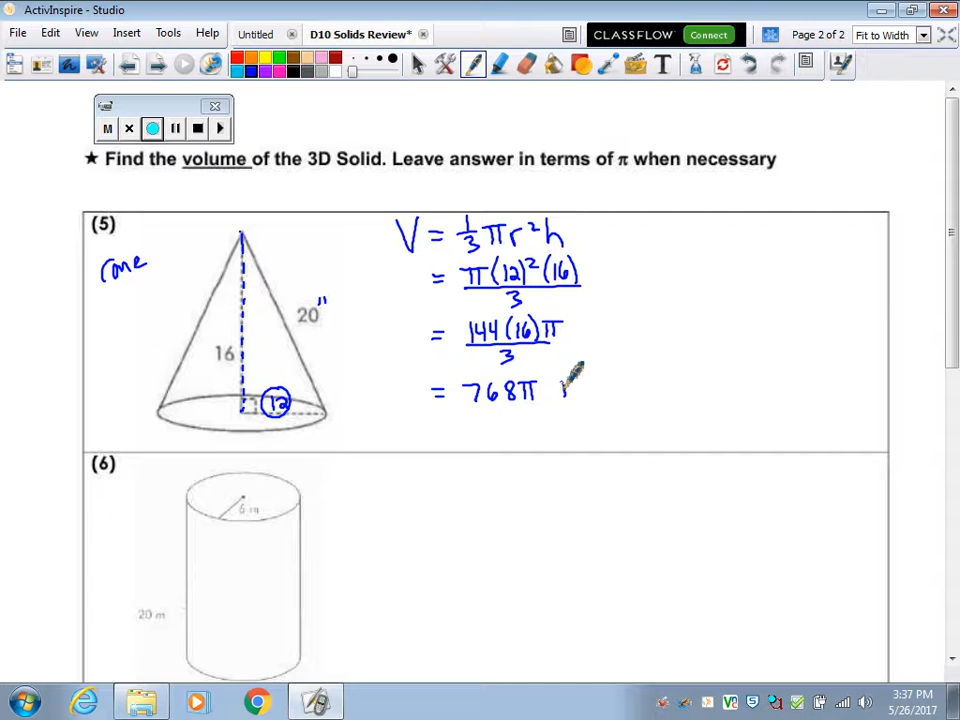 ActivInspire - Studio
File Edit View Insert Tools Help Untitled D10 Solids Review* CLASSFLOW Connect Page 2 of 2 Fit to Width
M
★ Find the volume of the 3D Solid. Leave answer in terms of π when necessary
(5)
Cone
20"
16
12
V = 1/3 πr²h
= π(12)²(16)/3
= 144(16)π/3
= 768π
(6)
6 m
20 m
3:37 PM
5/26/2017